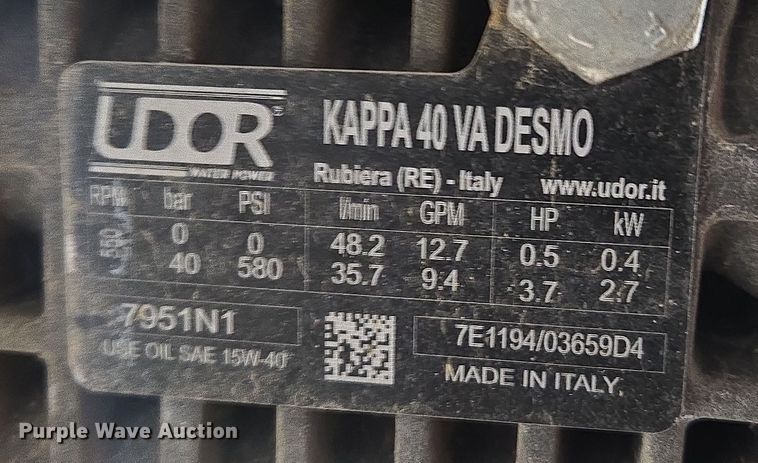 UDOR®
WATER POWER
KAPPA 40 VA DESMO
Rubiera (RE) - Italy www.udor.it
RPM bar PSI l/min GPM HP kW
550 0 0 48.2 12.7 0.5 0.4
40 580 35.7 9.4 3.7 2.7
7951N1
7E1194/03659D4
USE OIL SAE 15W-40
MADE IN ITALY.
Purple Wave Auction